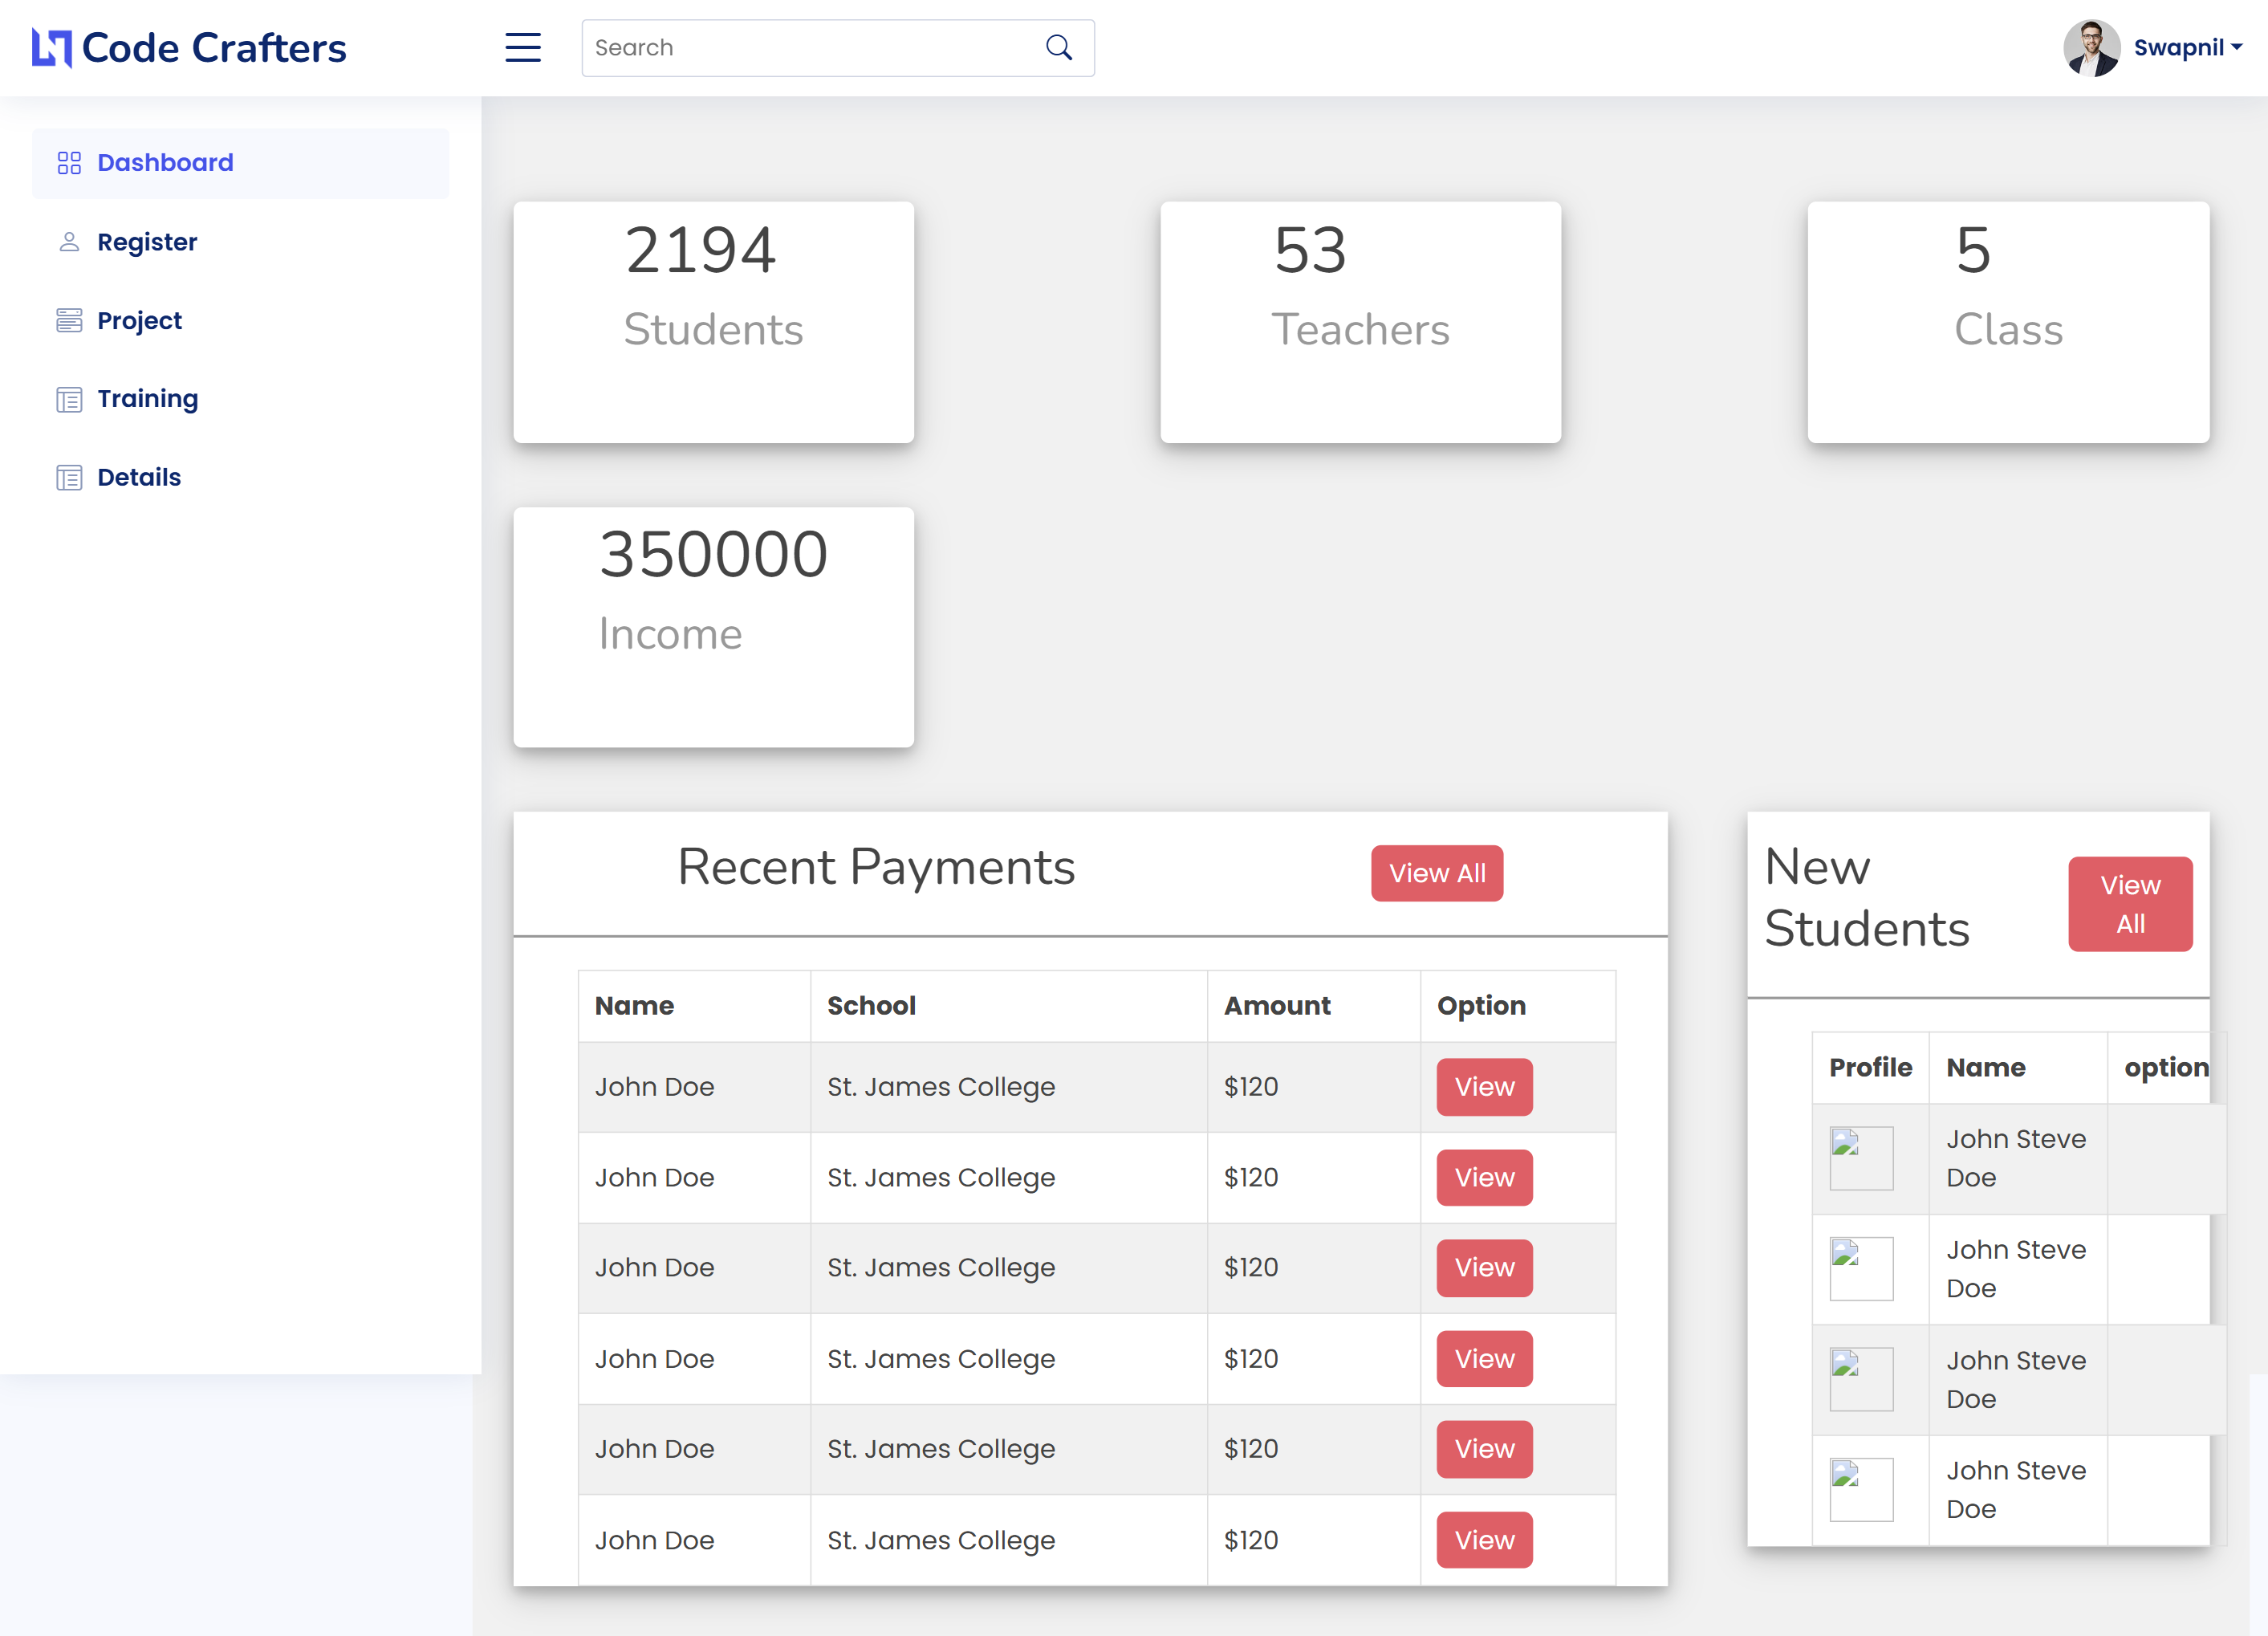 Code Crafters
Search
Swapnil
Dashboard
Register
Project
Training
Details
2194
Students
53
Teachers
5
Class
350000
Income
Recent Payments
View All
Name School Amount Option
John Doe St. James College $120 View
John Doe St. James College $120 View
John Doe St. James College $120 View
John Doe St. James College $120 View
John Doe St. James College $120 View
John Doe St. James College $120 View
New
Students
View
All
Profile Name option
John Steve
Doe
John Steve
Doe
John Steve
Doe
John Steve
Doe